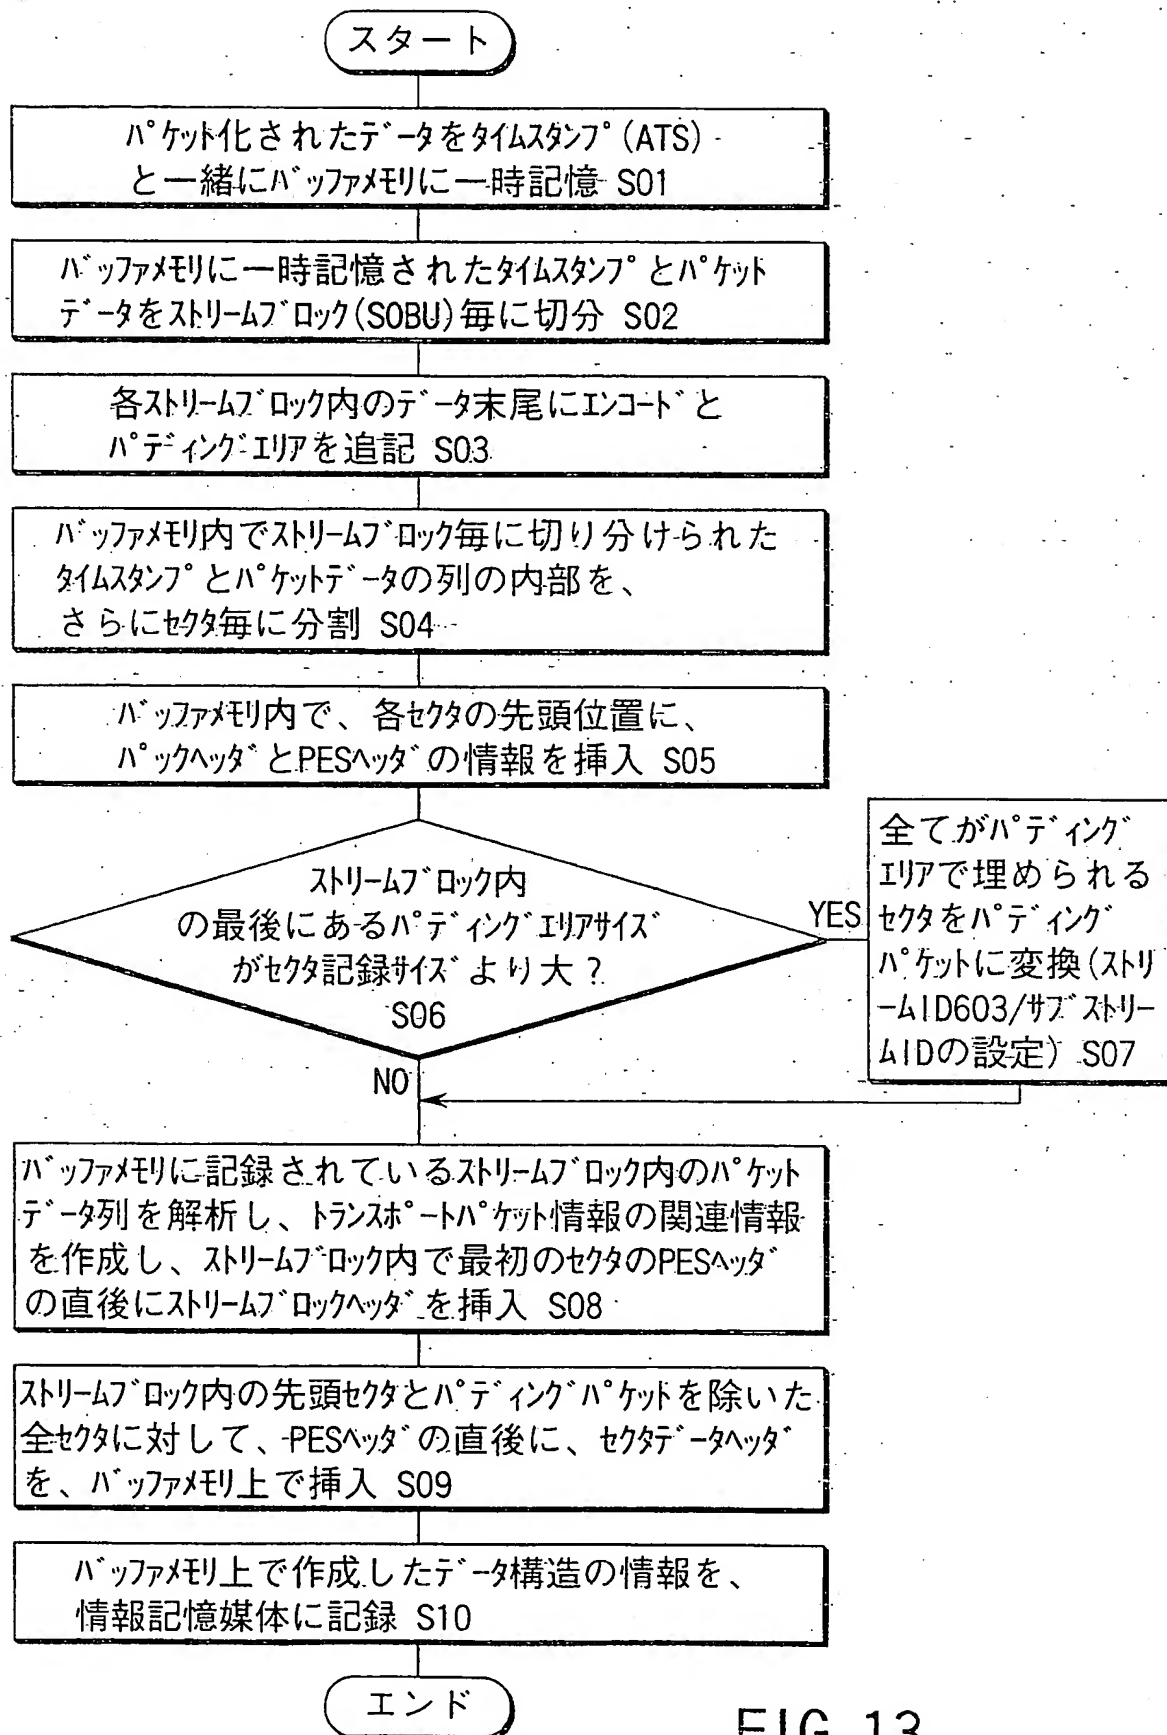 スタート
パケット化されたデータをタイムスタンプ(ATS)
と一緒にバッファメモリに一時記憶 S01
バッファメモリに一時記憶されたタイムスタンプとパケット
データをストリームブロック(SOBU)毎に切分 S02
各ストリームブロック内のデータ末尾にエンコードと
パディングエリアを追記 S03
バッファメモリ内でストリームブロック毎に切り分けられた
タイムスタンプとパケットデータの列の内部を、
さらにセクタ毎に分割 S04
バッファメモリ内で、各セクタの先頭位置に、
パックヘッダとPESヘッダの情報を挿入 S05
ストリームブロック内
の最後にあるパディングエリアサイズ
がセクタ記録サイズより大?
S06
YES
全てがパディング
エリアで埋められる
セクタをパディング
パケットに変換(ストリ
ームID603/サブストリー
ムIDの設定) S07
NO
バッファメモリに記録されているストリームブロック内のパケット
データ列を解析し、トランスポートパケット情報の関連情報
を作成し、ストリームブロック内で最初のセクタのPESヘッダ
の直後にストリームブロックヘッダを挿入 S08
ストリームブロック内の先頭セクタとパディングパケットを除いた
全セクタに対して、PESヘッダの直後に、セクタデータヘッダ
を、バッファメモリ上で挿入 S09
バッファメモリ上で作成したデータ構造の情報を、
情報記憶媒体に記録 S10
エンド
FIG. 13